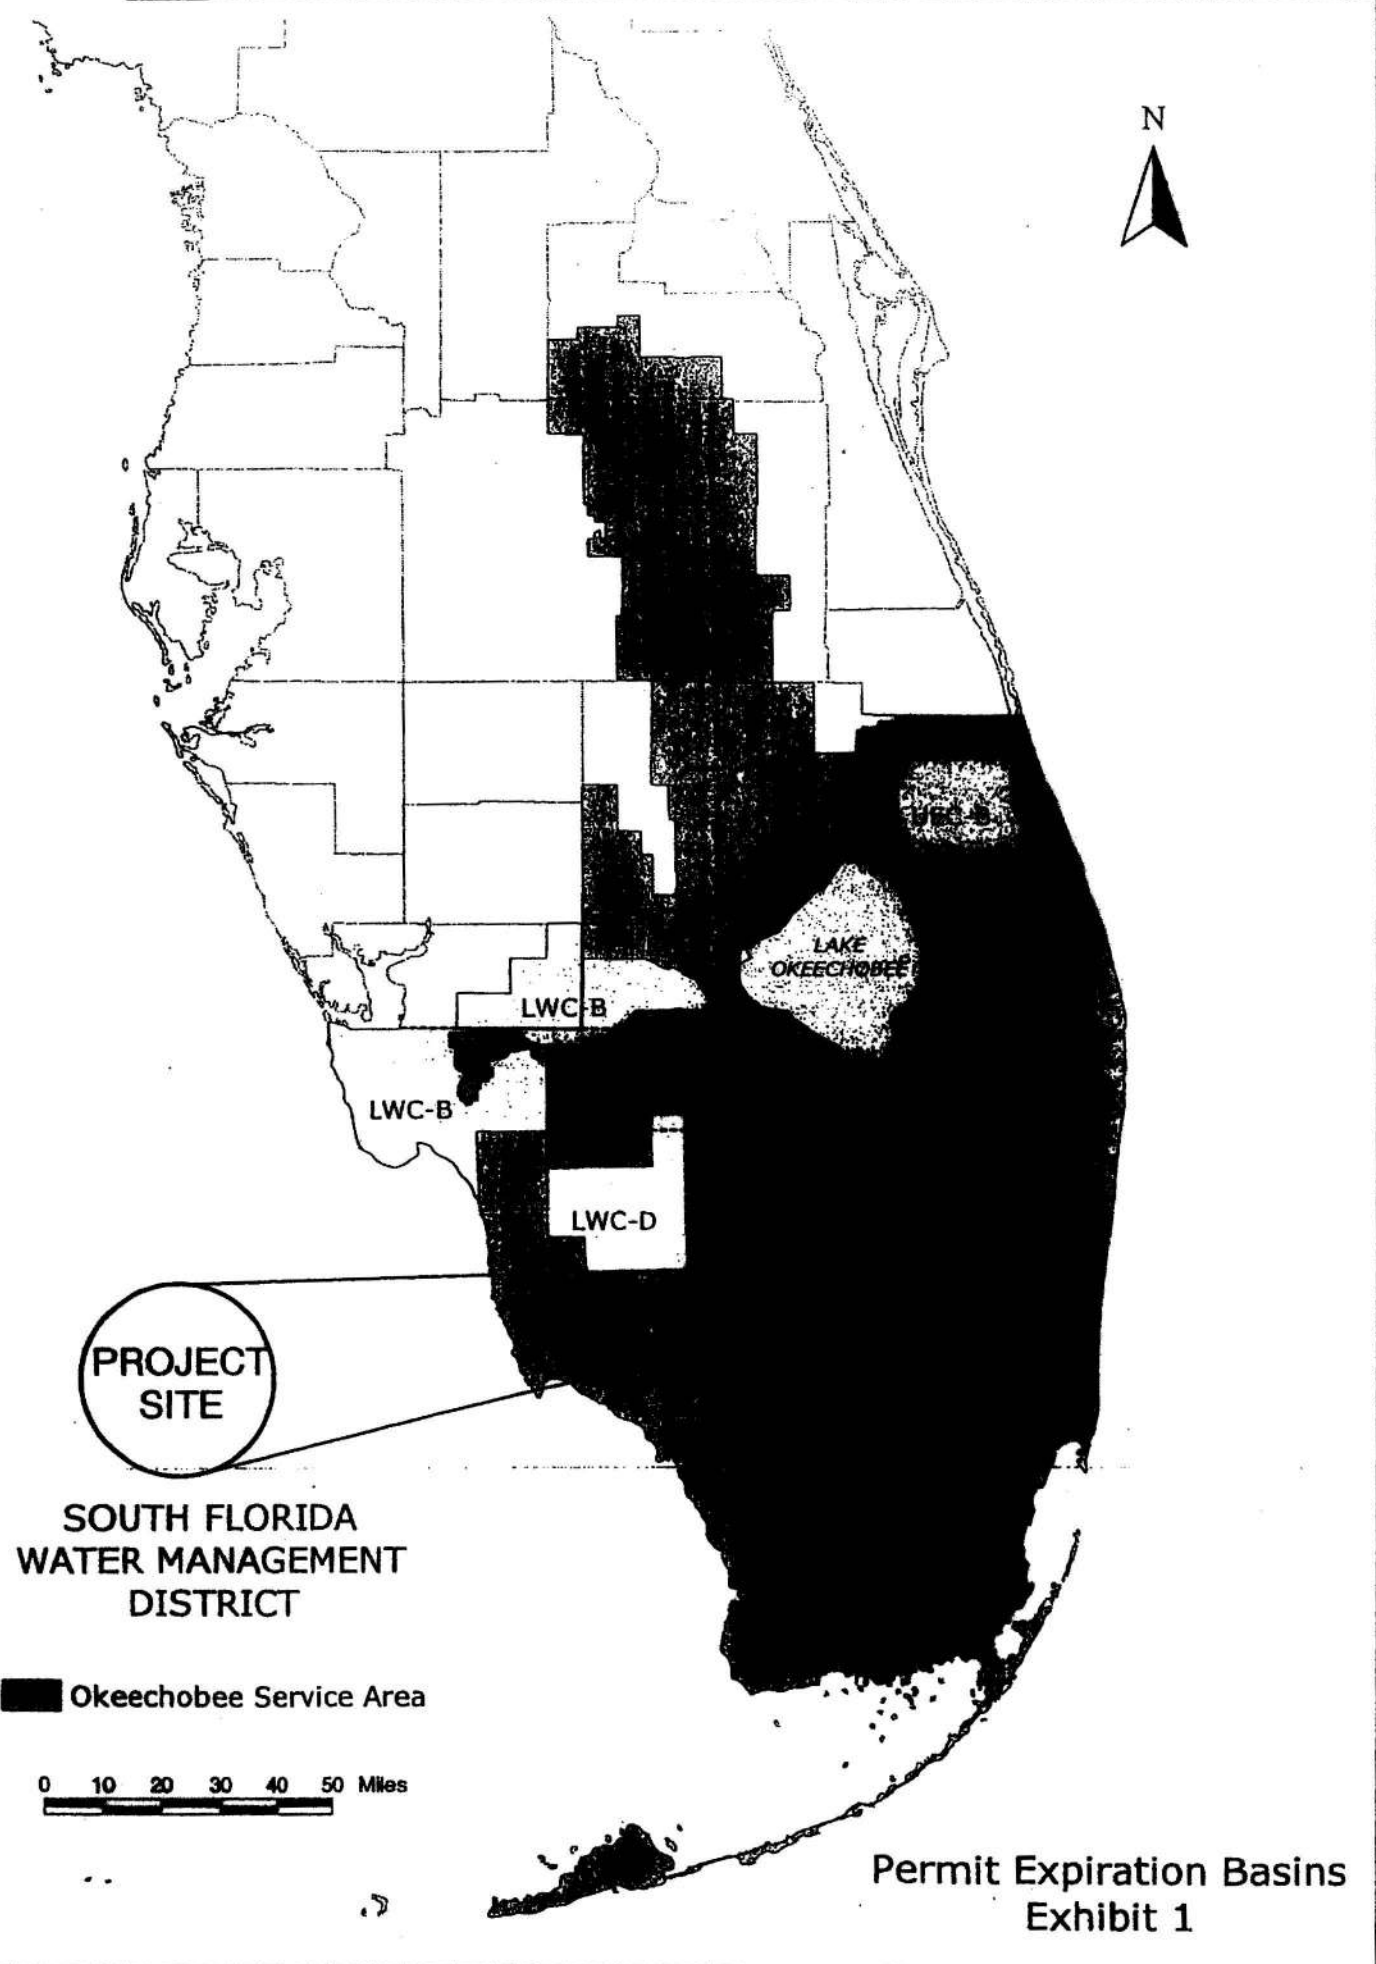 N
LAKE
OKEECHOBEE
LWC-B
LWC-B
LWC-D
PROJECT
SITE
SOUTH FLORIDA
WATER MANAGEMENT
DISTRICT
Okeechobee Service Area
0 10 20 30 40 50 Miles
Permit Expiration Basins
Exhibit 1